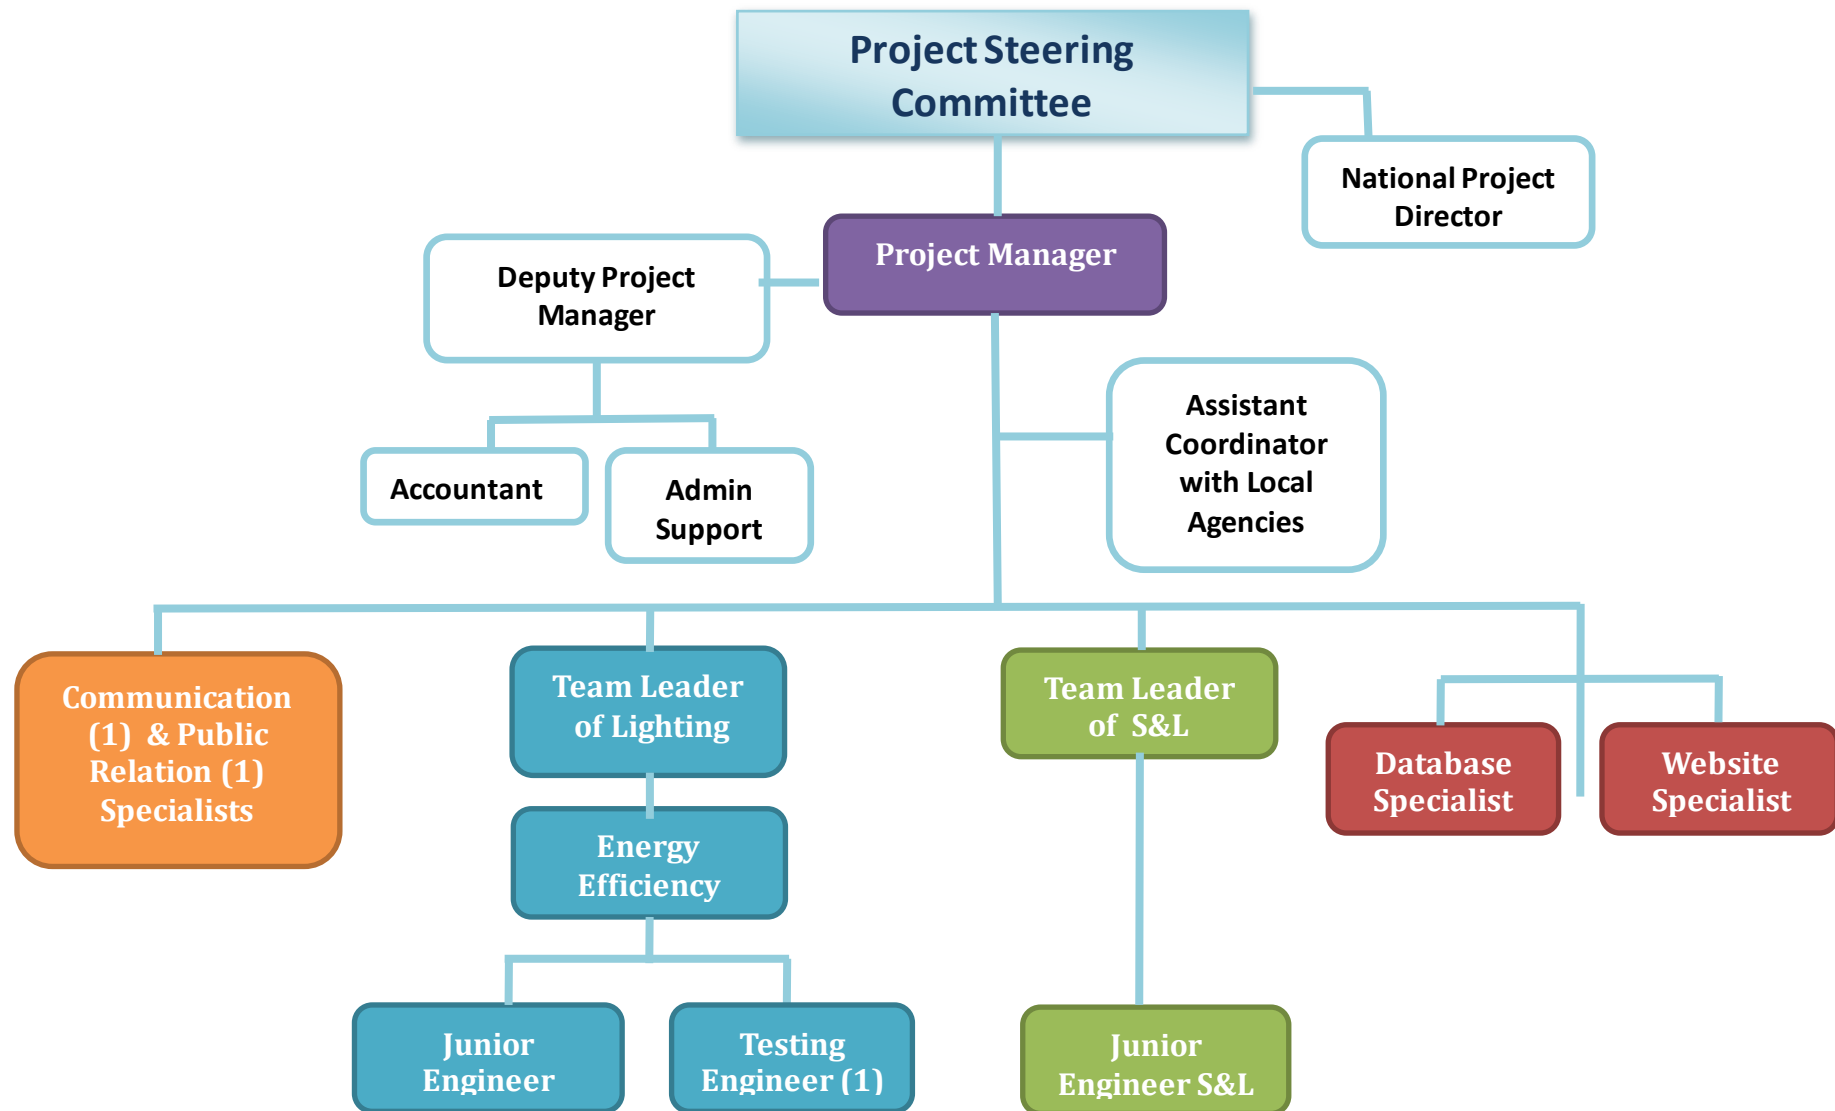 Project Steering
Committee
National Project
Director
Project Manager
Deputy Project
Manager
Assistant
Coordinator
with Local
Agencies
Accountant
Admin
Support
Communication
(1) & Public
Relation (1)
Specialists
Team Leader
of Lighting
Team Leader
of S&L
Database
Specialist
Website
Specialist
Energy
Efficiency
Junior
Engineer
Testing
Engineer (1)
Junior
Engineer S&L